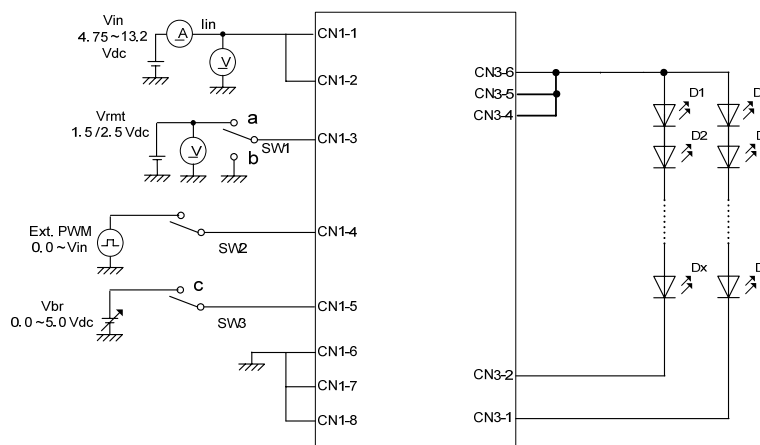 Vin
4.75~13.2
Vdc
A
Iin
V
CN1-1
CN1-2
Vrmt
1.5/2.5 Vdc
V
a
b
SW1
CN1-3
Ext. PWM
0.0~Vin
SW2
CN1-4
Vbr
0.0~5.0 Vdc
c
SW3
CN1-5
CN1-6
CN1-7
CN1-8
CN3-6
CN3-5
CN3-4
D1
D2
Dx
D
D
D
CN3-2
CN3-1